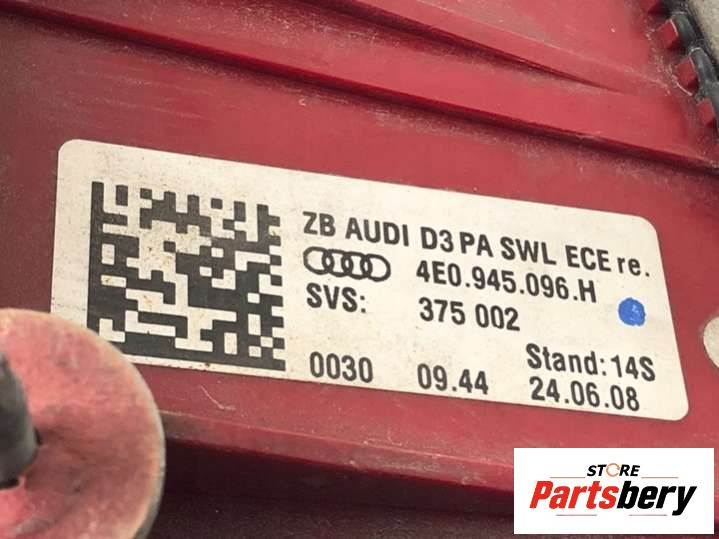 ZB AUDI D3 PA SWL ECE re.
4E0.945.096.H
SVS: 375 002
Stand:14S
0030 09.44 24.06.08
STORE
Partsbery